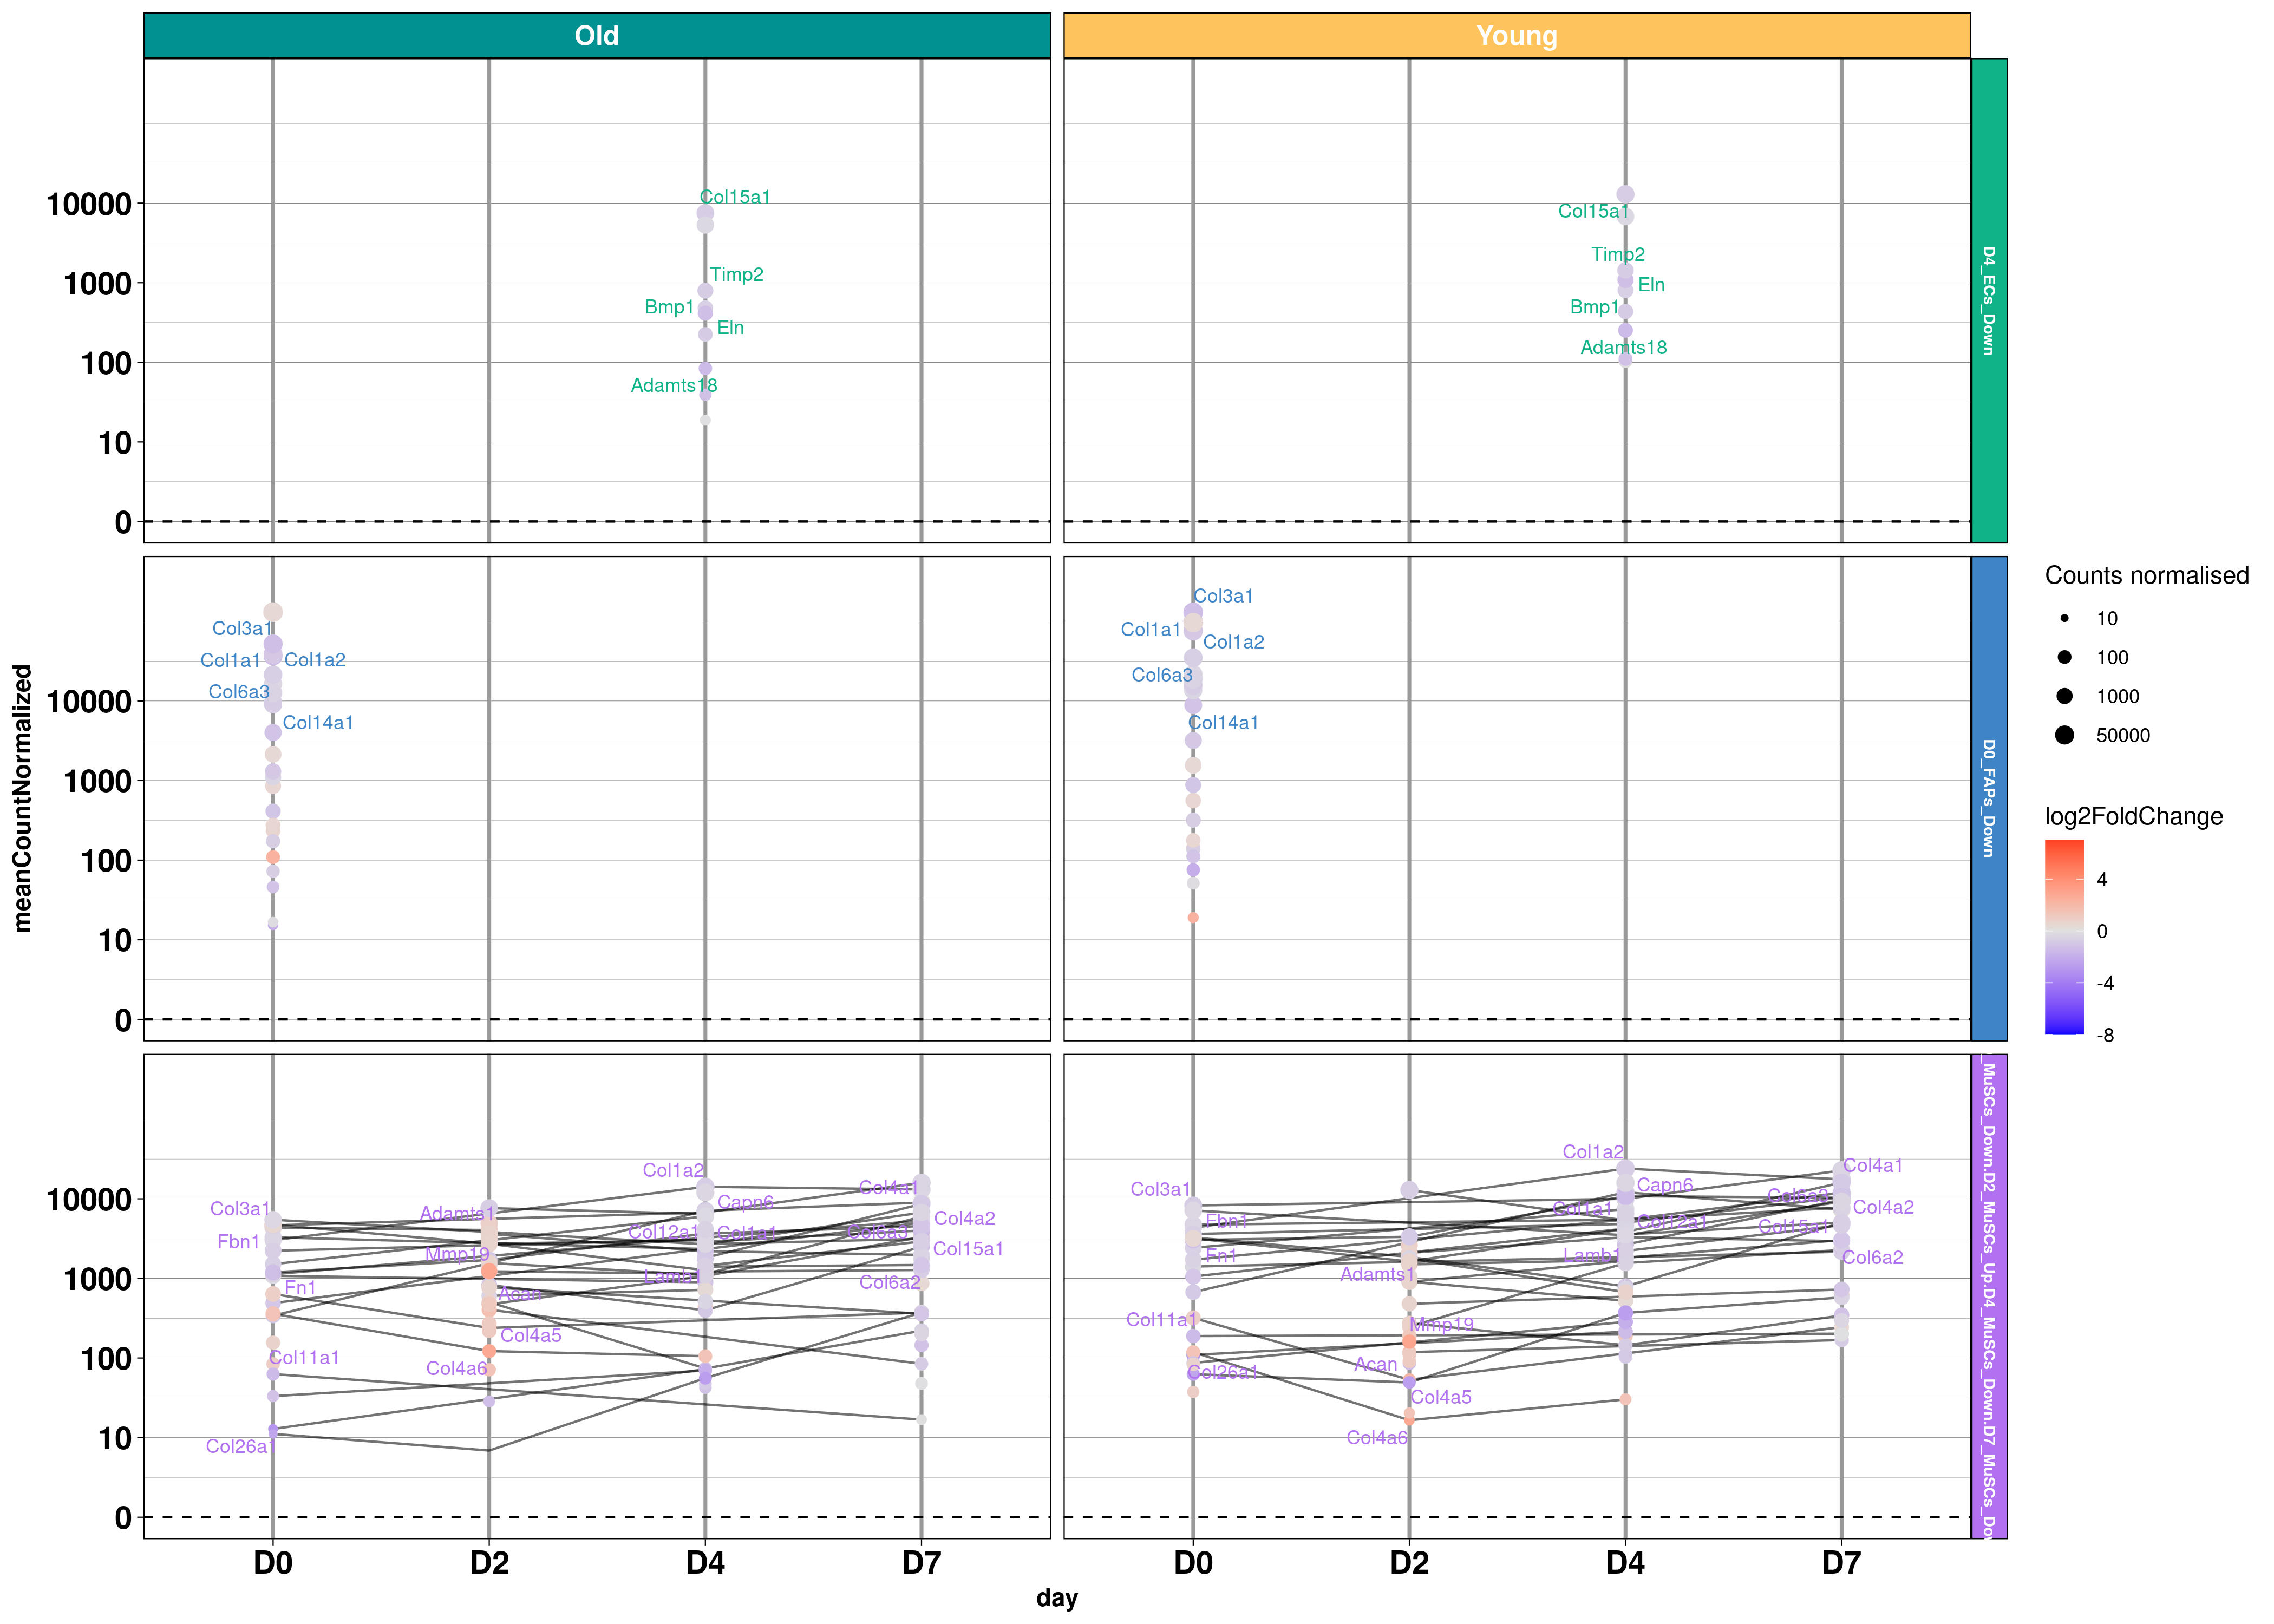 Old
Young
10000
1000
100
10
0
Col15a1
Timp2
Bmp1
Eln
Adamts18
Col15a1
Timp2
Eln
Bmp1
Adamts18
D4_ECs_Down
meanCountNormalized
10000
1000
100
10
0
Col3a1
Col1a1
Col1a2
Col6a3
Col14a1
Col3a1
Col1a1
Col1a2
Col6a3
Col14a1
D0_FAPs_Down
10000
1000
100
10
0
Col3a1
Fbn1
Fn1
Col11a1
Col26a1
Adamts1
Mmp19
Acan
Col4a5
Col4a6
Col1a2
Capn6
Col12a1
Col1a1
Lamb1
Col4a1
Col4a2
Col6a3
Col15a1
Col6a2
Col3a1
Fbn1
Fn1
Col11a1
Col26a1
Adamts1
Mmp19
Acan
Col4a5
Col4a6
Col1a2
Capn6
Col1a1
Col12a1
Lamb1
Col4a1
Col6a3
Col4a2
Col15a1
Col6a2
_MuSCs_Down.D2_MuSCs_Up.D4_MuSCs_Down.D7_MuSCs_Do
D0
D2
D4
D7
D0
D2
D4
D7
day
Counts normalised
10
100
1000
50000
log2FoldChange
4
0
-4
-8